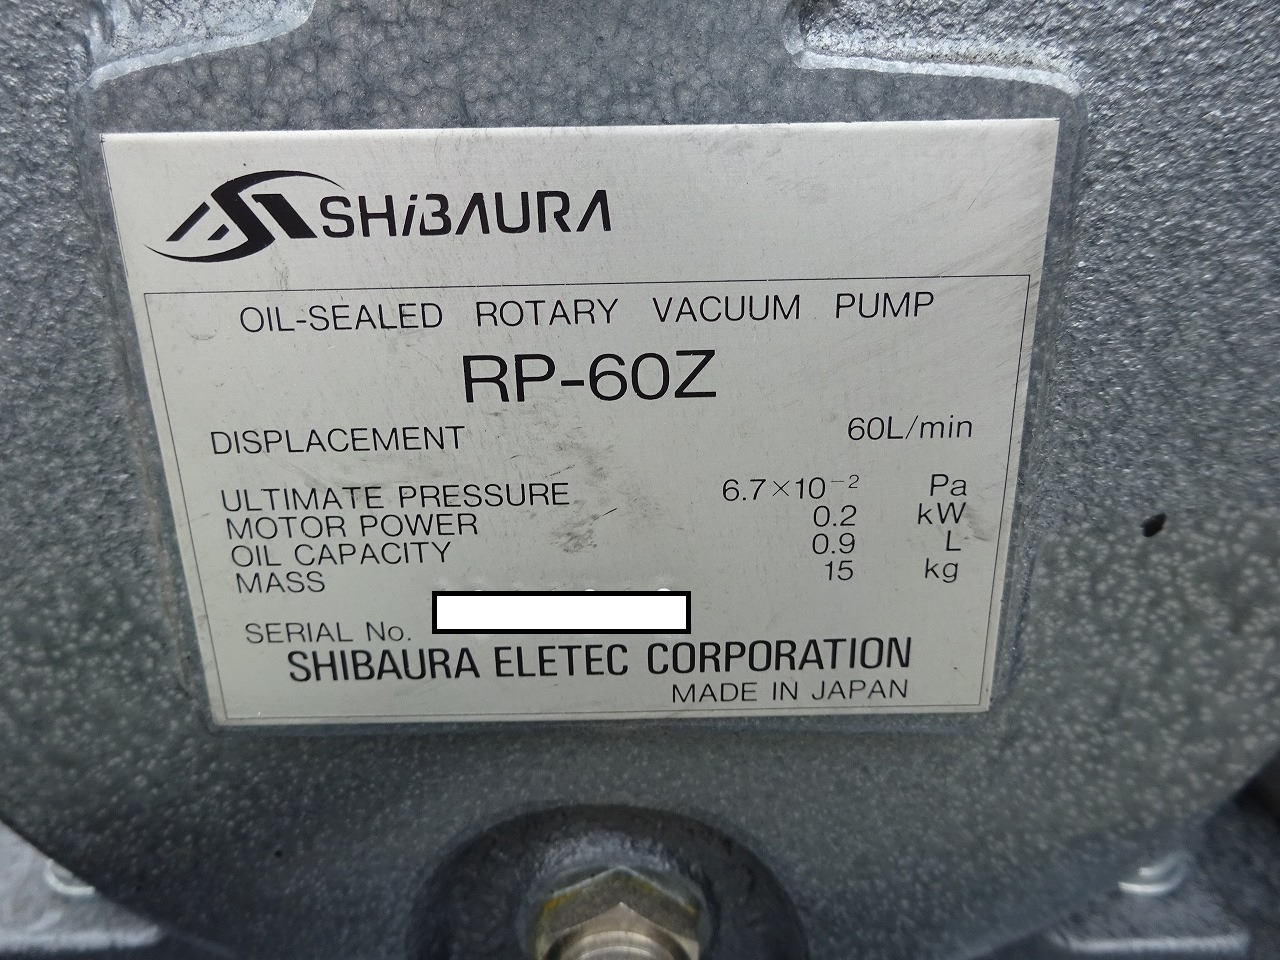 SHiBAURA
OIL-SEALED ROTARY VACUUM PUMP
RP-60Z
DISPLACEMENT 60L/min
ULTIMATE PRESSURE 6.7×10⁻² Pa
MOTOR POWER 0.2 kW
OIL CAPACITY 0.9 L
MASS 15 kg
SERIAL No.
SHIBAURA ELETEC CORPORATION
MADE IN JAPAN